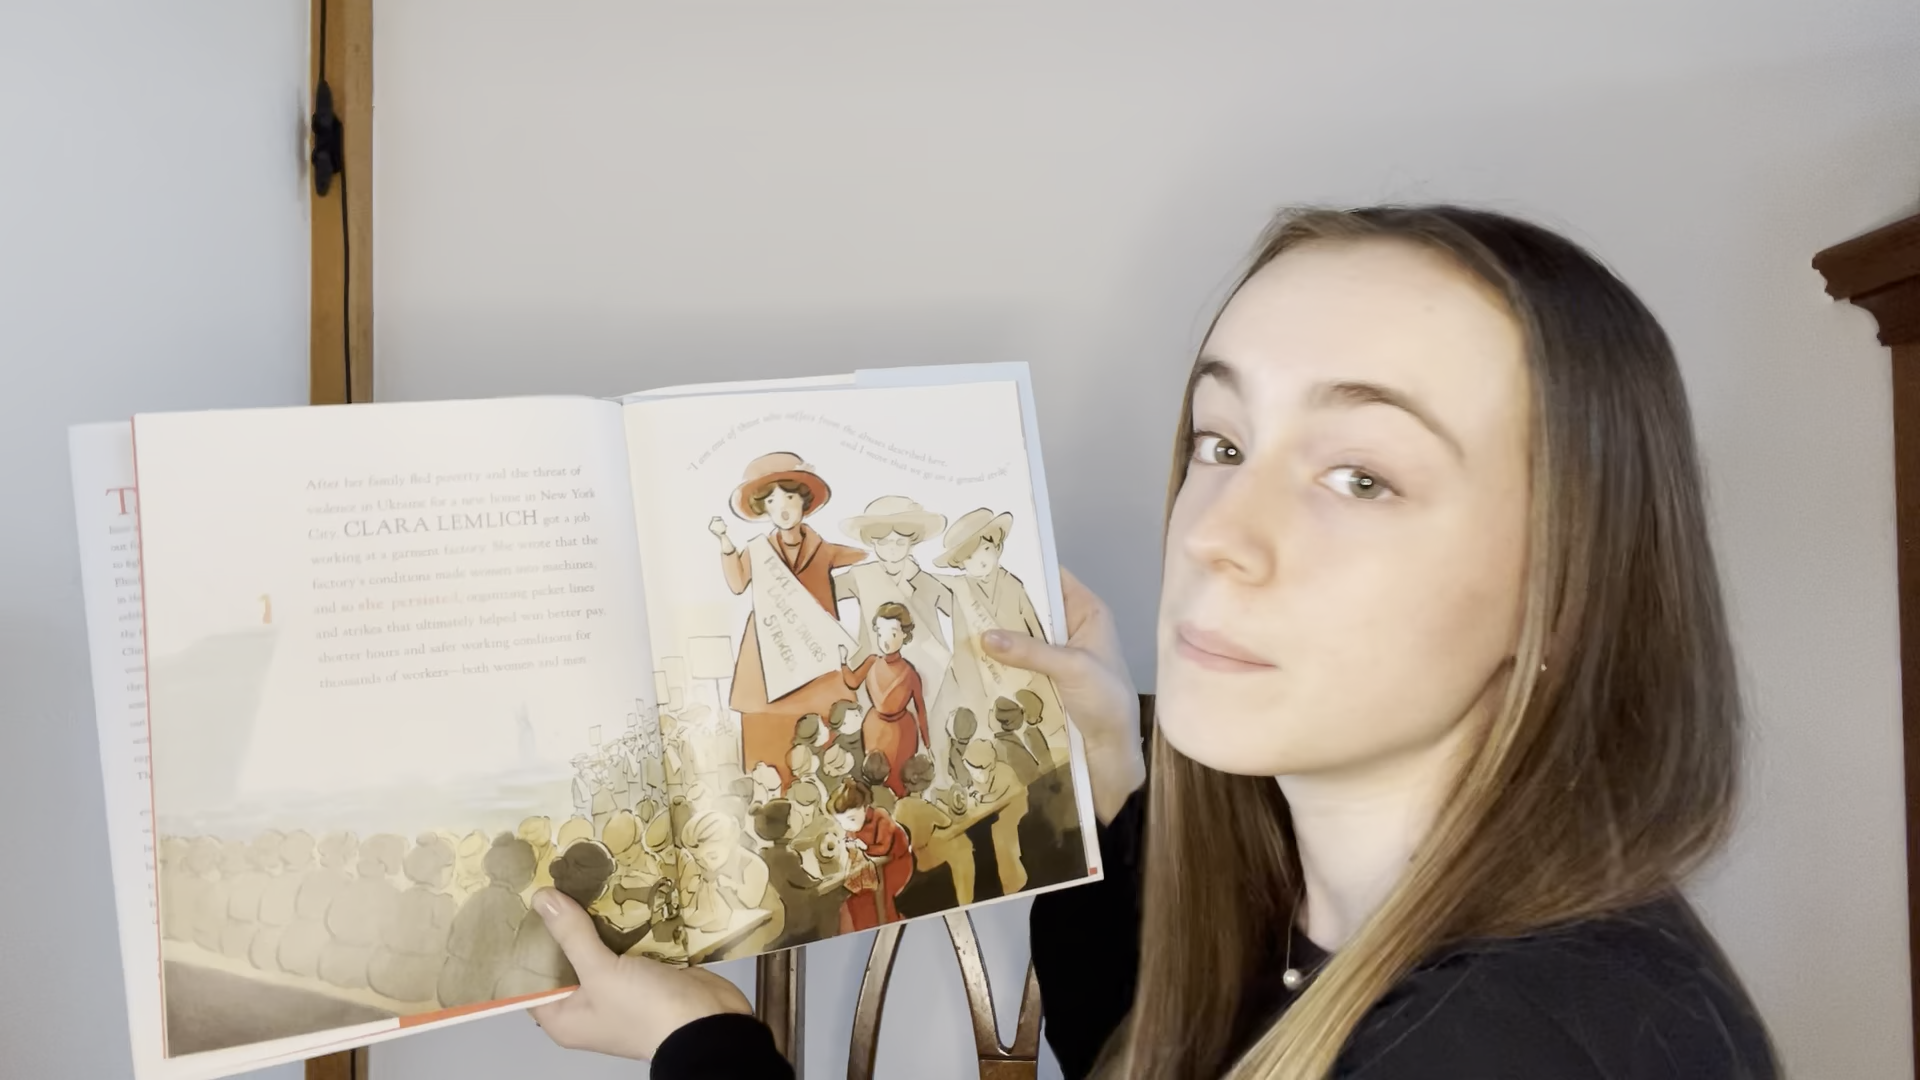 After her family fled poverty and the threat of
violence in Ukraine for a new home in New York
City, CLARA LEMLICH got a job
working at a garment factory. She wrote that the
factory's conditions made women into machines,
and so she persisted, organizing picket lines
and strikes that ultimately helped win better pay,
shorter hours and safer working conditions for
thousands of workers—both women and men.
"I am one of those who suffers from the abuses described here,
and I move that we go on a general strike."
PICKET
LADIES TAILORS
STRIKERS